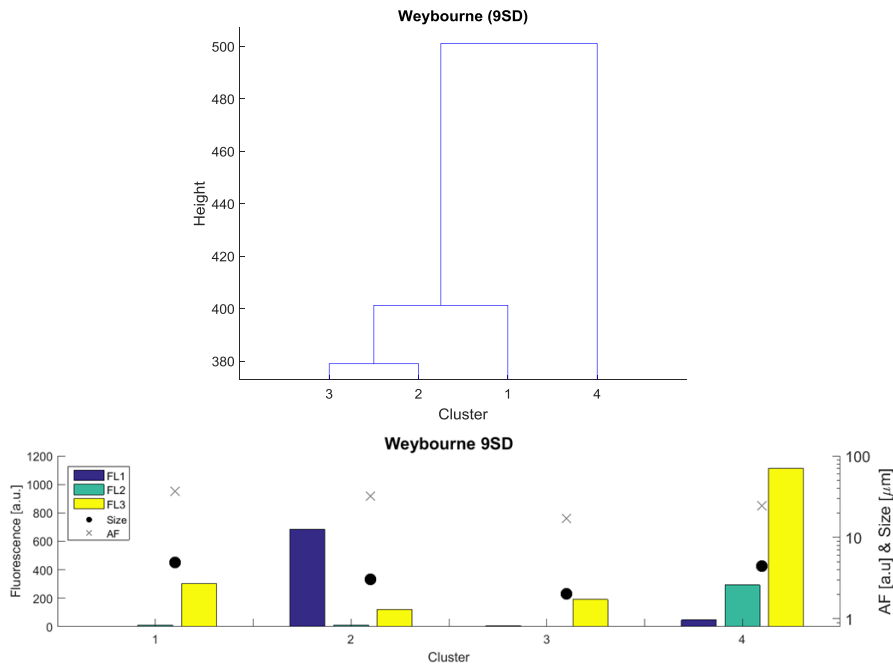 Weybourne (9SD)
500
480
460
440
420
400
380
Height
3 2 1 4
Cluster
Weybourne 9SD
1200
1000
800
600
400
200
0
Fluorescence [a.u.]
FL1
FL2
FL3
Size
AF
100
10
1
AF [a.u] & Size [μm]
1 2 3 4
Cluster